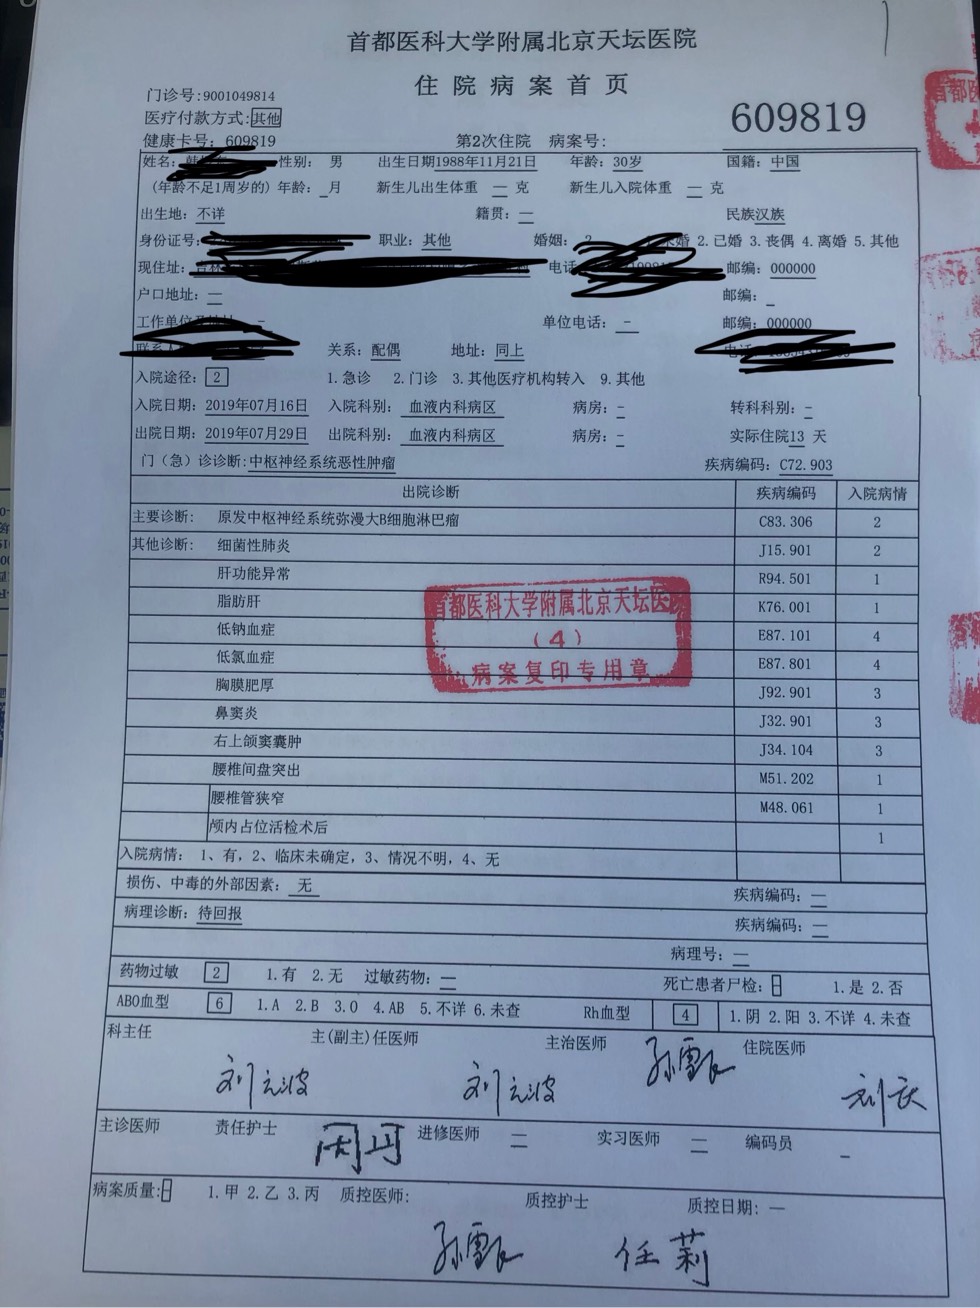 首都医科大学附属北京天坛医院
住院病案首页
门诊号:9001049814
医疗付款方式:其他
609819
健康卡号: 609819 第2次住院 病案号:
姓名: 性别: 男 出生日期1988年11月21日 年龄: 30岁 国籍: 中国
(年龄不足1周岁的) 年龄: _月 新生儿出生体重 — 克 新生儿入院体重 — 克
出生地: 不详 籍贯: — 民族汉族
身份证号: 职业: 其他 婚姻: 2.已婚 3.丧偶 4.离婚 5.其他
现住址: 电话 邮编: 000000
户口地址: — 邮编: _
工作单位及地址 单位电话: — 邮编: 000000
联系人 关系: 配偶 地址: 同上
入院途径: 2 1.急诊 2.门诊 3.其他医疗机构转入 9.其他
入院日期: 2019年07月16日 入院科别: 血液内科病区 病房: — 转科科别: —
出院日期: 2019年07月29日 出院科别: 血液内科病区 病房: — 实际住院13 天
门(急)诊诊断:中枢神经系统恶性肿瘤 疾病编码: C72.903
出院诊断 疾病编码 入院病情
主要诊断: 原发中枢神经系统弥漫大B细胞淋巴瘤 C83.306 2
其他诊断: 细菌性肺炎 J15.901 2
肝功能异常 R94.501 1
脂肪肝 K76.001 1
低钠血症 E87.101 4
低氯血症 E87.801 4
胸膜肥厚 J92.901 3
鼻窦炎 J32.901 3
右上颌窦囊肿 J34.104 3
腰椎间盘突出 M51.202 1
腰椎管狭窄 M48.061 1
颅内占位活检术后 1
首都医科大学附属北京天坛医院
(4)
病案复印专用章
入院病情: 1、有, 2、临床未确定, 3、情况不明, 4、无
损伤、中毒的外部因素: 无 疾病编码: —
病理诊断: 待回报 疾病编码: —
病理号: —
药物过敏 2 1.有 2.无 过敏药物: — 死亡患者尸检: 1.是 2.否
ABO血型 6 1.A 2.B 3.O 4.AB 5.不详 6.未查 Rh血型 4 1.阴 2.阳 3.不详 4.未查
科主任 主(副主)任医师 主治医师 住院医师
刘元波 刘元波
主诊医师 责任护士 周丹 进修医师 — 实习医师 — 编码员 –
病案质量: 1.甲 2.乙 3.丙 质控医师: 质控护士 质控日期: —
任莉